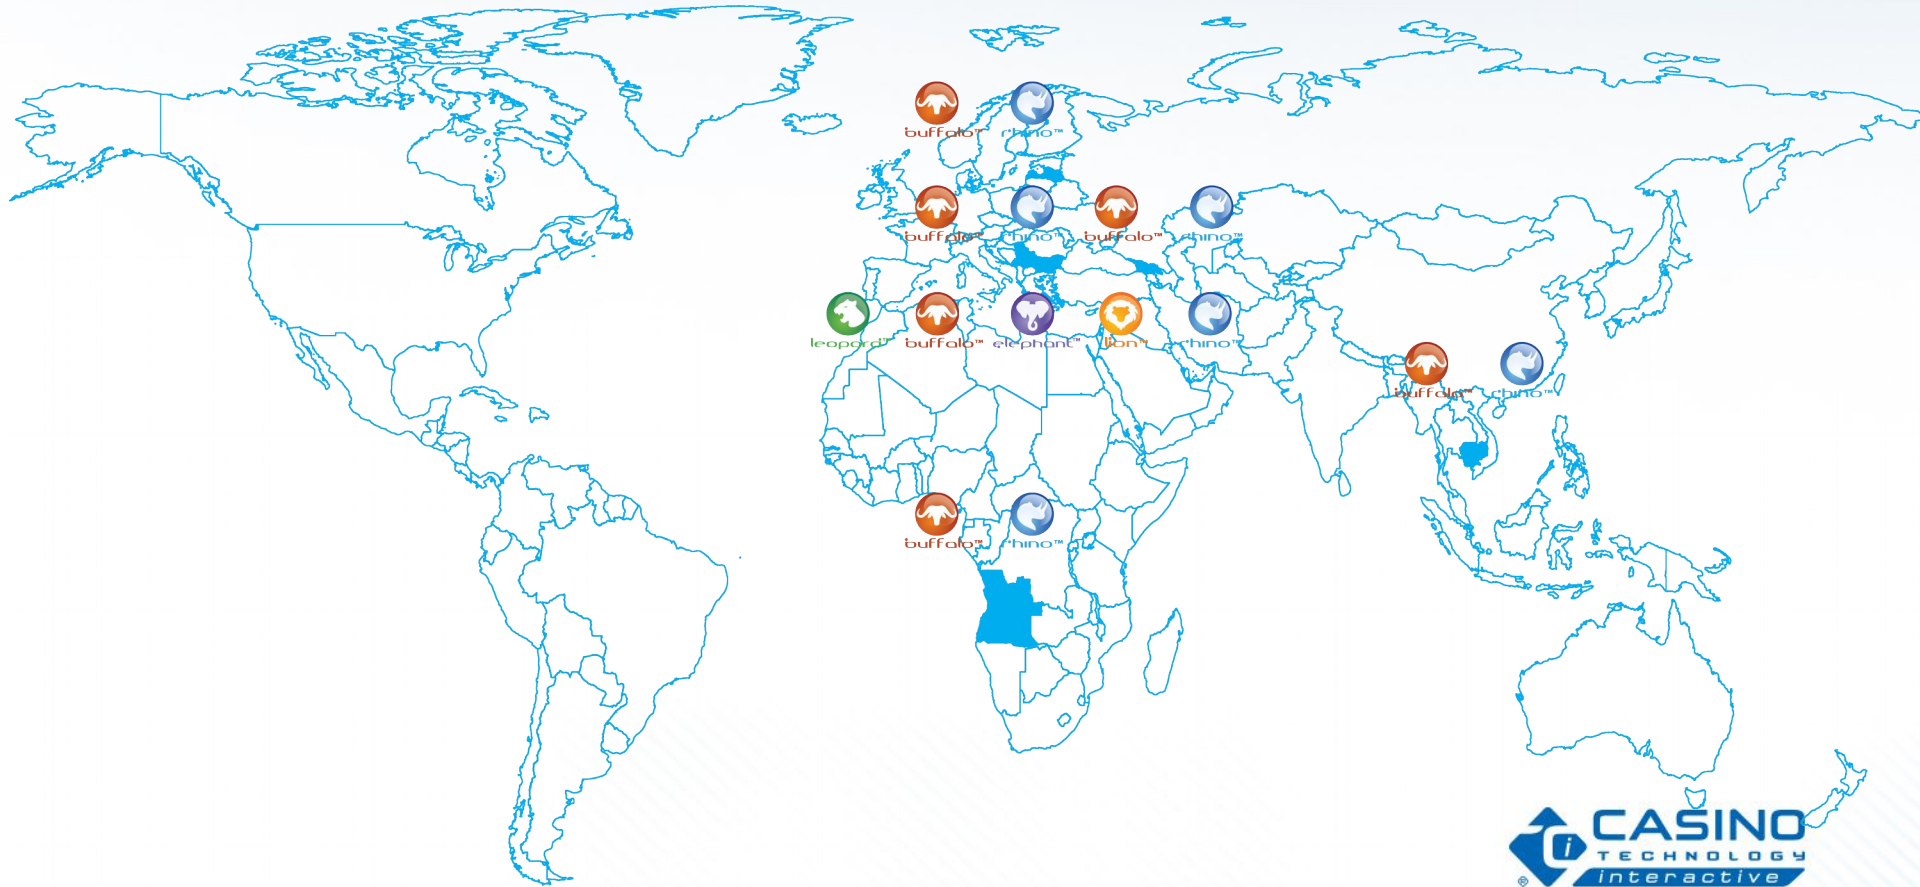 buffalo™ rhino™
buffalo™ rhino™ buffalo™ rhino™
leopard™ buffalo™ elephant™ lion™ rhino™
buffalo™ rhino™
buffalo™ rhino™
i CASINO
TECHNOLOGY
® interactive